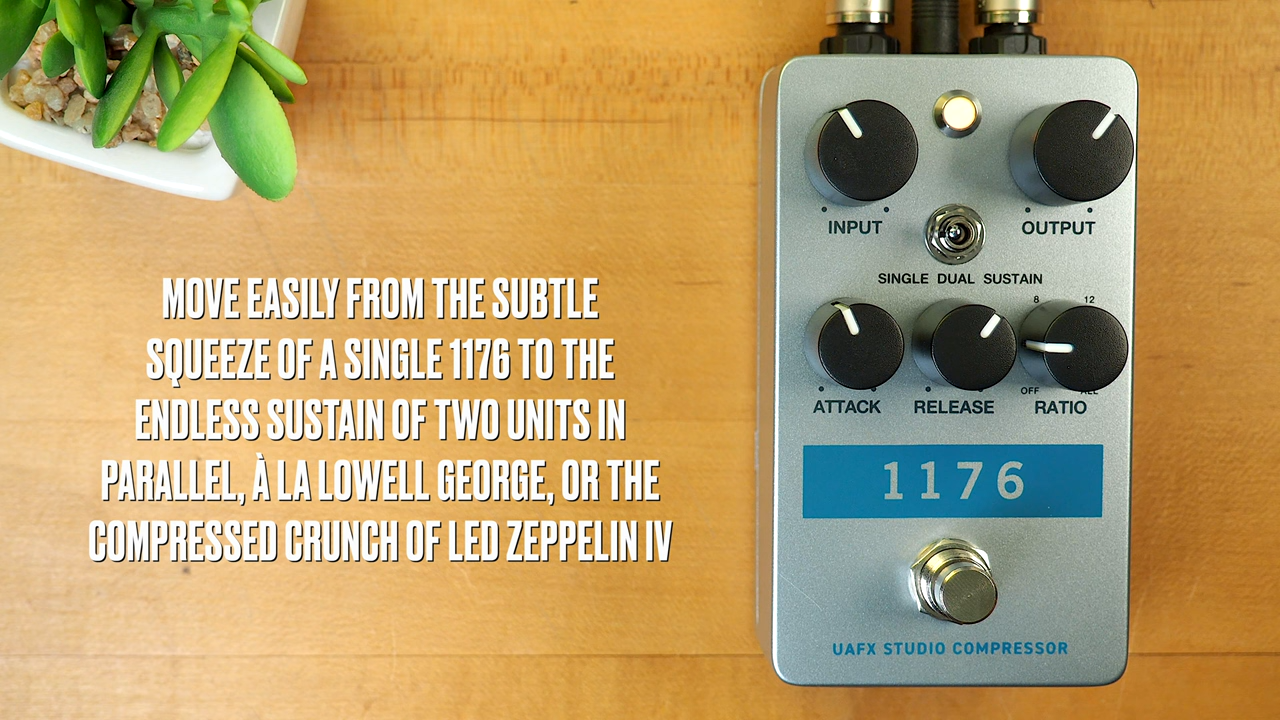 MOVE EASILY FROM THE SUBTLE
SQUEEZE OF A SINGLE 1176 TO THE
ENDLESS SUSTAIN OF TWO UNITS IN
PARALLEL, À LA LOWELL GEORGE, OR THE
COMPRESSED CRUNCH OF LED ZEPPELIN IV
INPUT OUTPUT
SINGLE DUAL SUSTAIN
8 12
OFF ALL
ATTACK RELEASE RATIO
1176
UAFX STUDIO COMPRESSOR